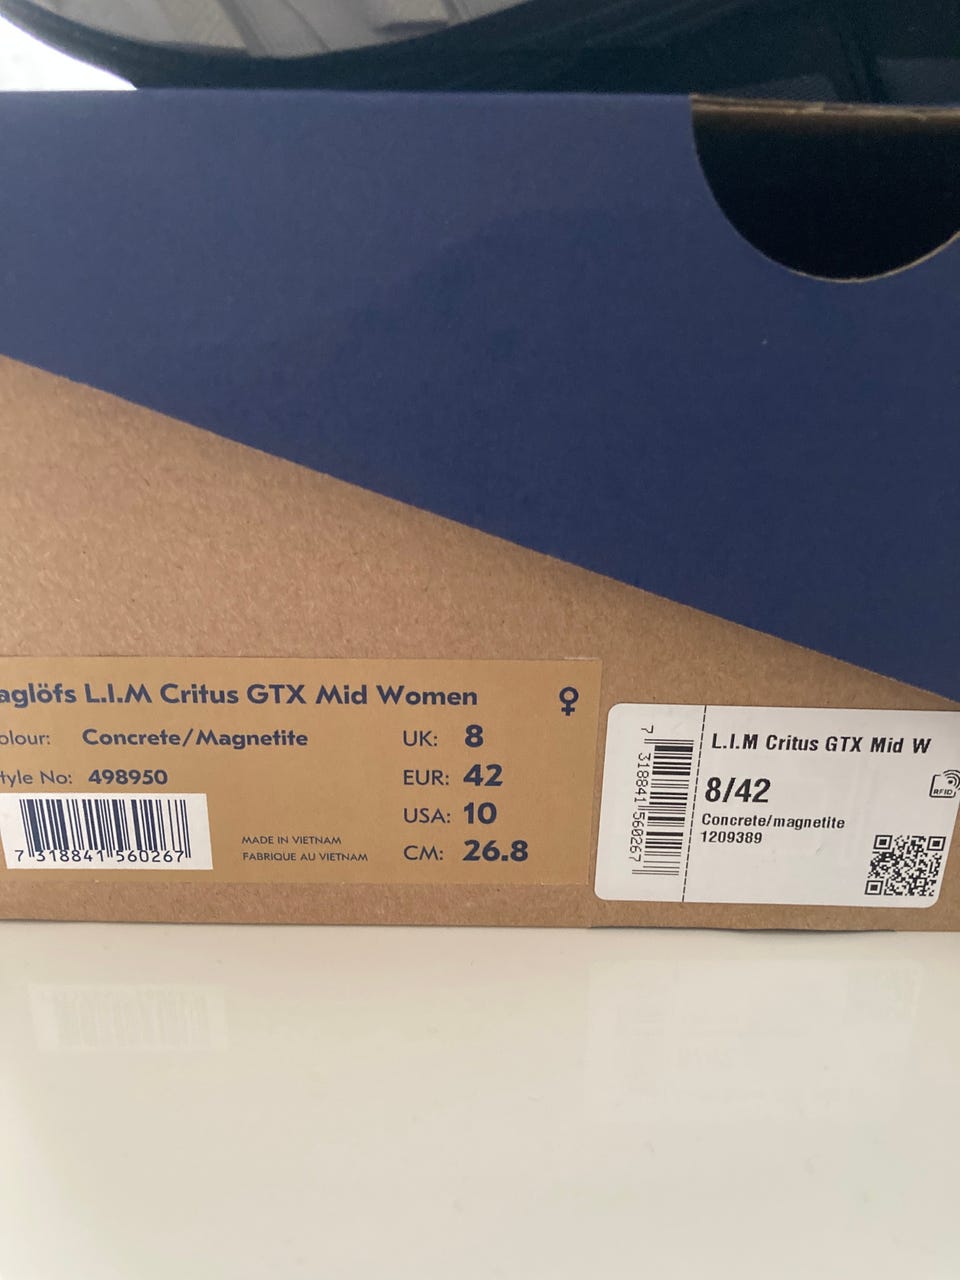 aglöfs L.I.M Critus GTX Mid Women
olour: Concrete/Magnetite
tyle No: 498950
7 318841 560267
MADE IN VIETNAM
FABRIQUE AU VIETNAM
UK: 8
EUR: 42
USA: 10
CM: 26.8
7 318841 560267
L.I.M Critus GTX Mid W
8/42
Concrete/magnetite
1209389
RFID